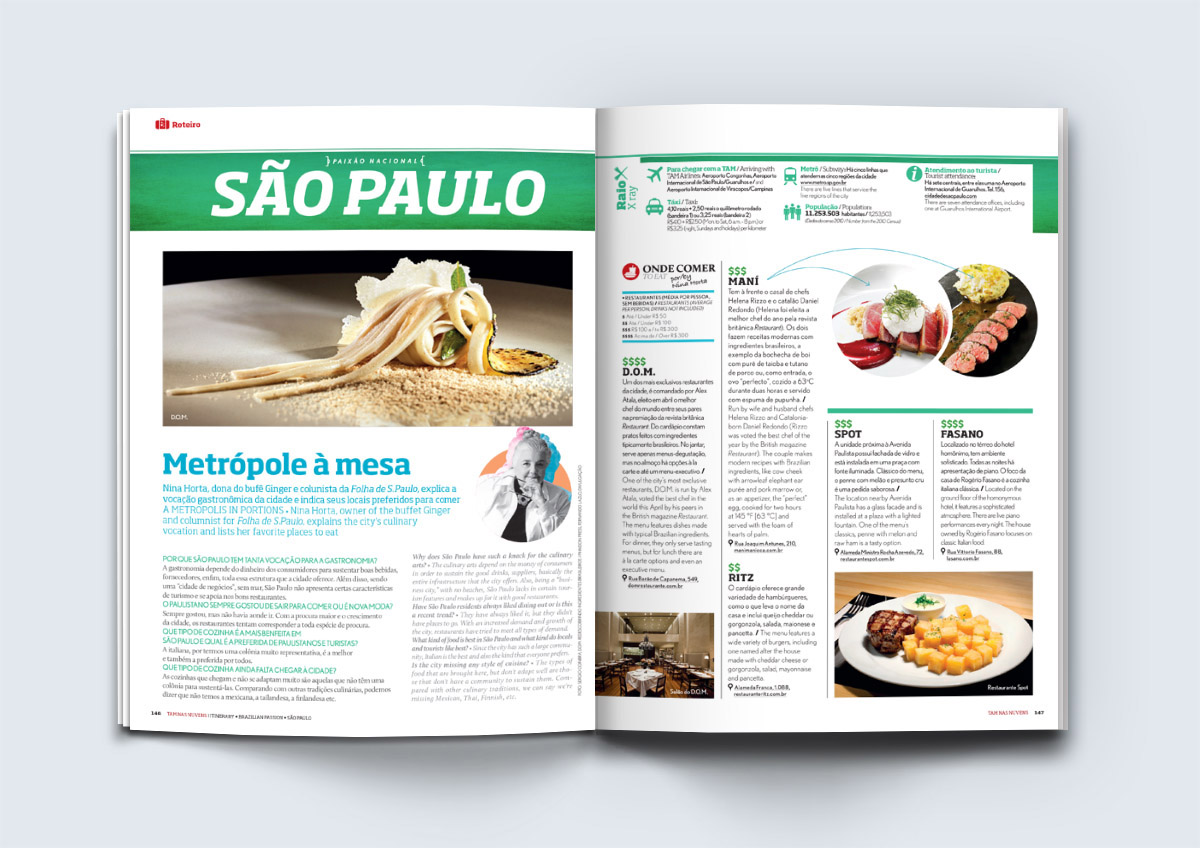 Roteiro
}PAIXÃO NACIONAL{
SÃO PAULO
D.O.M.
Metrópole à mesa
Nina Horta, dona do bufê Ginger e colunista da Folha de S.Paulo, explica a
vocação gastronômica da cidade e indica seus locais preferidos para comer
A METROPOLIS IN PORTIONS • Nina Horta, owner of the buffet Ginger
and columnist for Folha de S.Paulo, explains the city's culinary
vocation and lists her favorite places to eat
POR QUE SÃO PAULO TEM TANTA VOCAÇÃO PARA A GASTRONOMIA?
A gastronomia depende do dinheiro dos consumidores para sustentar boas bebidas,
fornecedores, enfim, toda essa estrutura que a cidade oferece. Além disso, sendo
uma "cidade de negócios", sem mar, São Paulo não apresenta certas características
de turismo e se apoia nos bons restaurantes.
O PAULISTANO SEMPRE GOSTOU DE SAIR PARA COMER OU É NOVA MODA?
Sempre gostou, mas não havia aonde ir. Com a procura maior e o crescimento
da cidade, os restaurantes tentam corresponder a toda espécie de procura.
QUE TIPO DE COZINHA É A MAIS BENFEITA EM
SÃO PAULO E QUAL É A PREFERIDA DE PAULISTANOS E TURISTAS?
A italiana, por termos uma colônia muito representativa, é a melhor
e também a preferida por todos.
QUE TIPO DE COZINHA AINDA FALTA CHEGAR À CIDADE?
As cozinhas que chegam e não se adaptam muito são aquelas que não têm uma
colônia para sustentá-las. Comparando com outras tradições culinárias, podemos
dizer que não temos a mexicana, a tailandesa, a finlandesa etc.
Why does São Paulo have such a knack for the culinary
arts? • The culinary arts depend on the money of consumers
in order to sustain the good drinks, suppliers, basically the
entire infrastructure that the city offers. Also, being a "busi-
ness city," with no beaches, São Paulo lacks in certain tour-
ism features and makes up for it with good restaurants.
Have São Paulo residents always liked dining out or is this
a recent trend? • They have always liked it, but they didn't
have places to go. With an increased demand and growth of
the city, restaurants have tried to meet all types of demand.
What kind of food is best in São Paulo and what kind do locals
and tourists like best? • Since the city has such a large commu-
nity, Italian is the best and also the kind that everyone prefers.
Is the city missing any style of cuisine? • The types of
food that are brought here, but don't adapt well are tho-
se that don't have a community to sustain them. Com-
pared with other culinary traditions, we can say we're
missing Mexican, Thai, Finnish, etc.
146 TAM NAS NUVENS ITINERARY • BRAZILIAN PASSION • SÃO PAULO
Raio X
X ray
Para chegar com a TAM / Arriving with
TAM Airlines Aeroporto Congonhas, Aeroporto
Internacional de São Paulo/Guarulhos e / and
Aeroporto Internacional de Viracopos/Campinas
Táxi / Taxis
4,10 reais + 2,50 reais o quilômetro rodado
(bandeira 1) ou 3,25 reais (bandeira 2)
Metrô / Subway Há cinco linhas que
atendem as cinco regiões da cidade
www.metro.sp.gov.br
There are five lines that service the
five regions of the city
População / Population
11.253.503 habitantes / 11,253,503
Atendimento ao turista /
Tourist attendance
Há sete centrais, entre elas uma no Aeroporto
Internacional de Guarulhos. Tel. 156,
cidadedesaopaulo.com
There are seven attendance offices, including
one at Guarulhos International Airport.
ONDE COMER
TO EAT por/by
Nina Horta
• RESTAURANTES (MÉDIA POR PESSOA,
SEM BEBIDAS) / RESTAURANTS (AVERAGE
PER PERSON, DRINKS NOT INCLUDED)
$ Até / Under R$ 50
$$ Até / Under R$ 100
$$$ R$ 100 a / to R$ 300
$$$$ Acima de / Over R$ 300
$$$$
D.O.M.
Um dos mais exclusivos restaurantes
da cidade, é comandado por Alex
Atala, eleito em abril o melhor
chef do mundo entre seus pares
na premiação da revista britânica
Restaurant. Do cardápio constam
pratos feitos com ingredientes
tipicamente brasileiros. No jantar,
serve apenas menus-degustação,
mas no almoço há opções à la
carte e até um menu-executivo. /
One of the city's most exclusive
restaurants, D.O.M. is run by Alex
Atala, voted the best chef in the
world this April by his peers in
the British magazine Restaurant.
The menu features dishes made
with typical Brazilian ingredients.
For dinner, they only serve tasting
menus, but for lunch there are
à la carte options and even an
executive menu.
Rua Barão de Capanema, 549,
domrestaurante.com.br
Salão do D.O.M.
$$$
MANÍ
Tem à frente o casal de chefs
Helena Rizzo e o catalão Daniel
Redondo (Helena foi eleita a
melhor chef do ano pela revista
britânica Restaurant). Os dois
fazem receitas modernas com
ingredientes brasileiros, a
exemplo da bochecha de boi
com purê de taioba e tutano
de porco ou, como entrada, o
ovo "perfecto", cozido a 63°C
durante duas horas e servido
com espuma de pupunha. /
Run by wife and husband chefs
Helena Rizzo and Catalonia-
born Daniel Redondo (Rizzo
was voted the best chef of the
year by the British magazine
Restaurant). The couple makes
modern recipes with Brazilian
ingredients, like cow cheek
with arrowleaf elephant ear
purée and pork marrow or,
as an appetizer, the "perfect"
egg, cooked for two hours
at 145 °F [63 °C] and
served with the foam of
hearts of palm.
Rua Joaquim Antunes, 210,
manimanioca.com.br
$$
RITZ
O cardápio oferece grande
variedade de hambúrgueres,
como o que leva o nome da
casa e inclui queijo cheddar ou
gorgonzola, salada, maionese e
pancetta. / The menu features a
wide variety of burgers, including
one named after the house
made with cheddar cheese or
gorgonzola, salad, mayonnaise
and pancetta.
Alameda Franca, 1.088,
restauranteritz.com.br
$$$
SPOT
A unidade próxima à Avenida
Paulista possui fachada de vidro e
está instalada em uma praça com
fonte iluminada. Clássico do menu,
o penne com melão e presunto cru
é uma pedida saborosa. /
The location near Avenida
Paulista has a glass facade and is
installed at a plaza with a lighted
fountain. One of the menu's
classics, penne with melon and
raw ham is a tasty option.
Alameda Ministro Rocha Azevedo, 72,
restaurantespot.com.br
$$$$
FASANO
Localizado no térreo do hotel
homônimo, tem ambiente
sofisticado. Todas as noites há
apresentação de piano. O foco da
casa de Rogério Fasano é a cozinha
italiana clássica. / Located on the
ground floor of the homonymous
hotel, it features a sophisticated
atmosphere. There are live piano
performances every night. The house
owned by Rogério Fasano focuses on
classic Italian food.
Rua Vittorio Fasano, 88,
fasano.com.br
Restaurante Spot
TAM NAS NUVENS 147